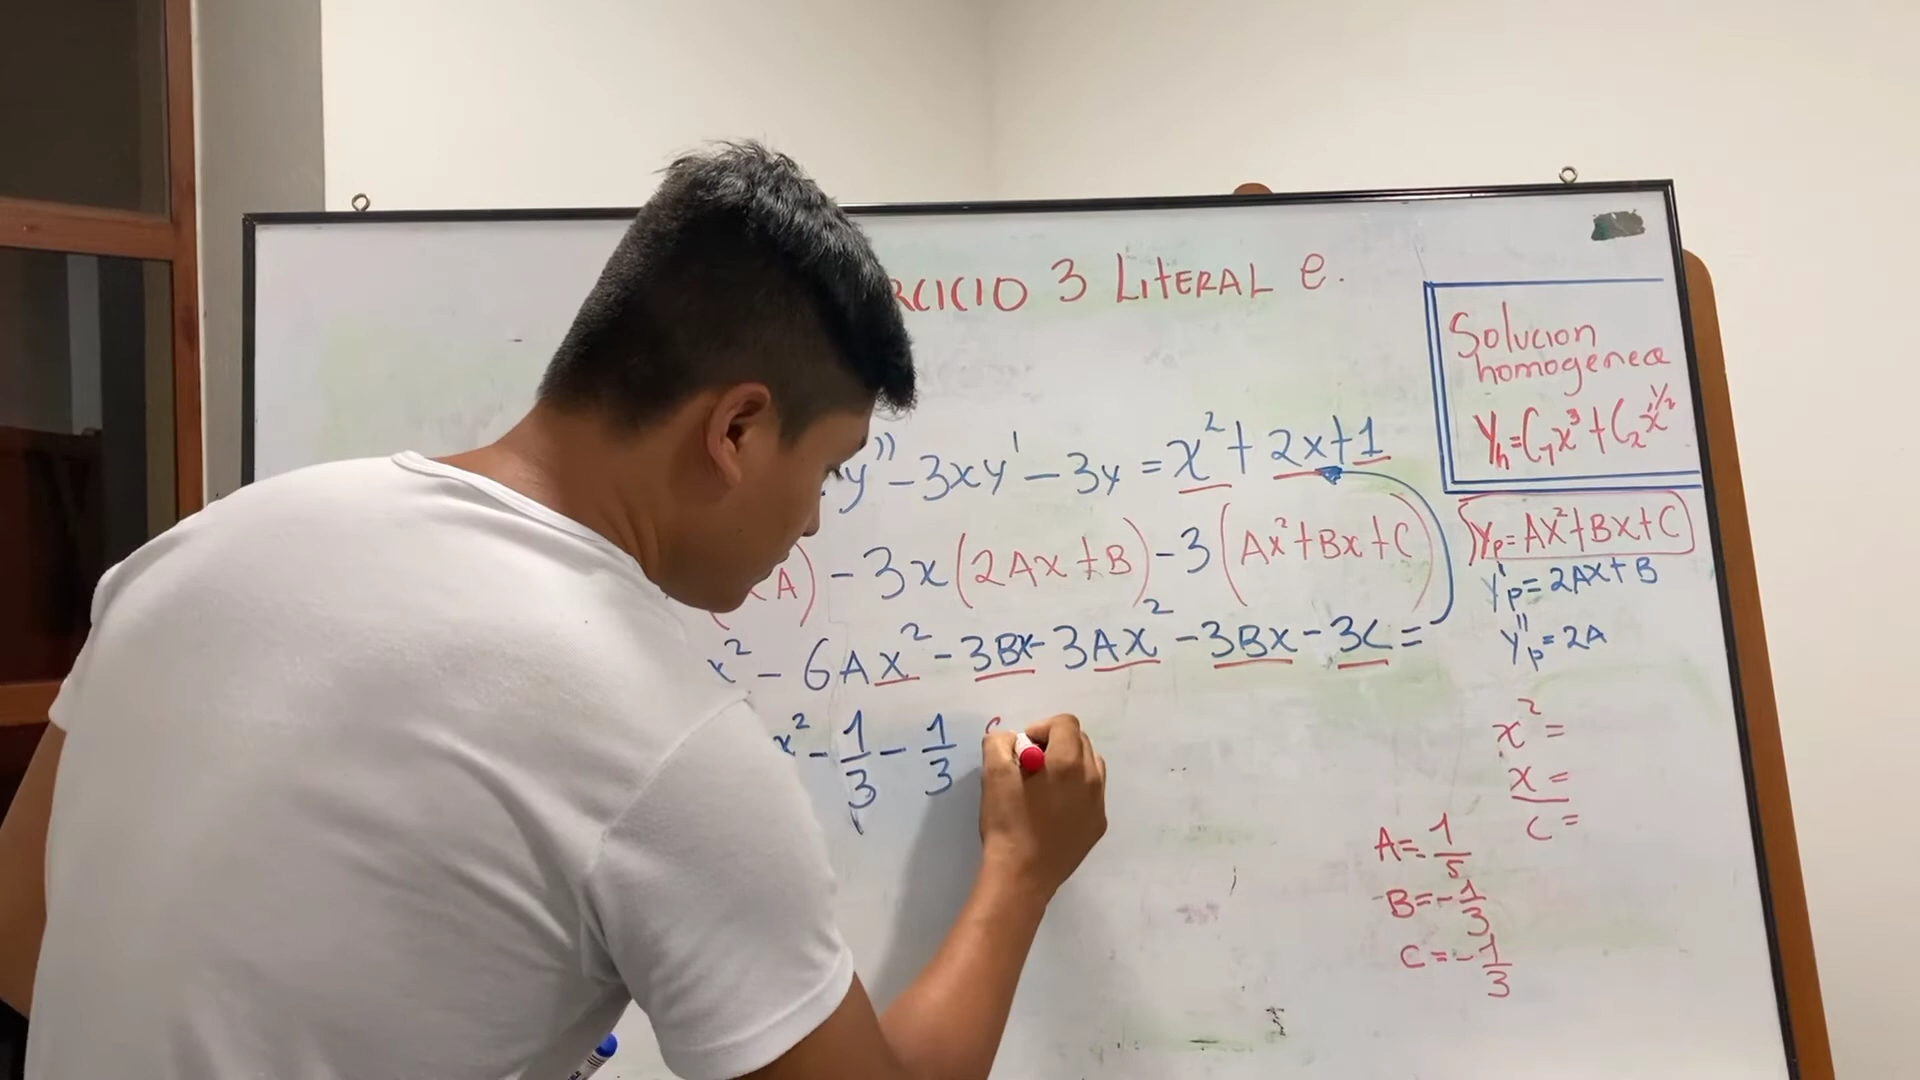 RCICIO 3 LITERAL e.
Solucion
homogenea
Yh=C1x^3+C2x^1/2
y''-3xy'-3y=x²+2x+1
A)-3x(2Ax+B)-3(Ax²+Bx+C)
x²-6Ax²-3Bx-3Ax²-3Bx-3C=
x²-1/3-1/3
Yp=AX²+BX+C
Y'p=2AX+B
Y''p=2A
x²=
x=
C=
A=-1/5
B=-1/3
C=-1/3